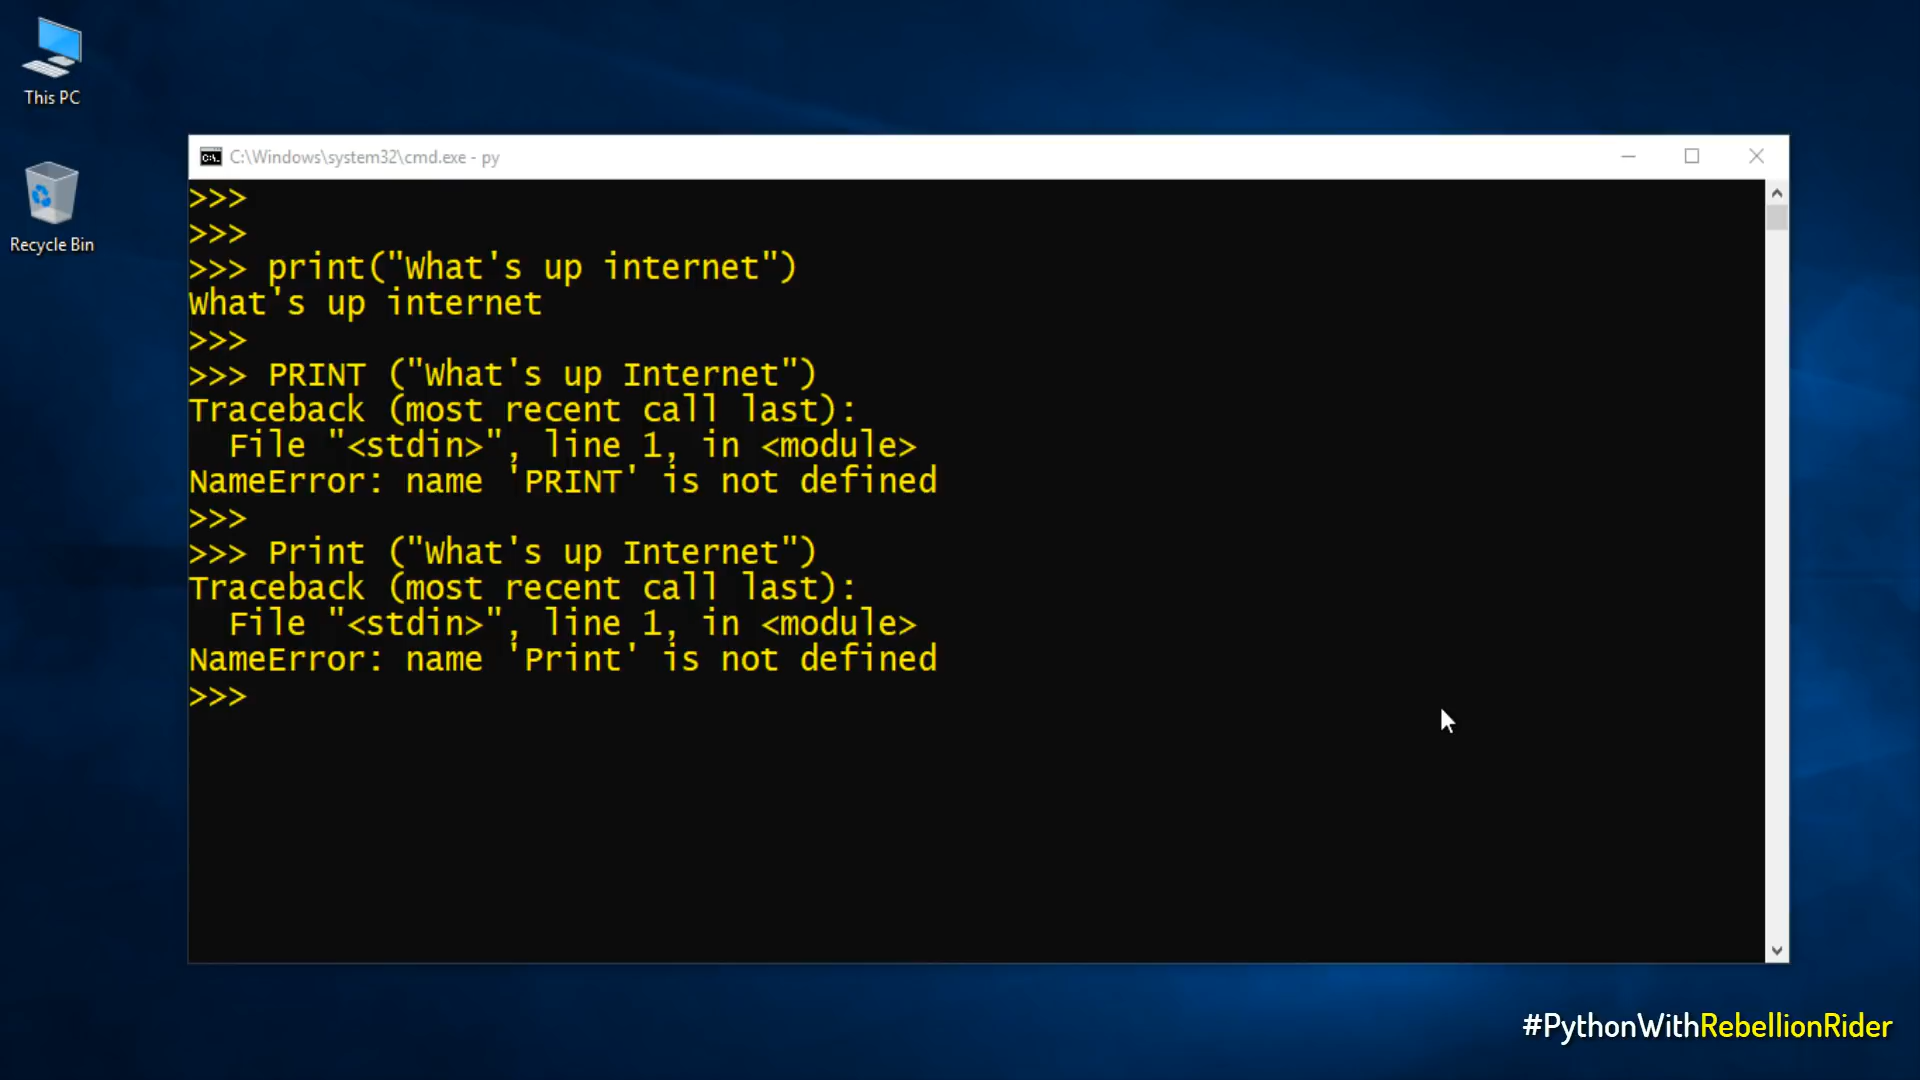 This PC
Recycle Bin
C:\Windows\system32\cmd.exe - py
>>>
>>>
>>> print("What's up internet")
What's up internet
>>>
>>> PRINT ("What's up Internet")
Traceback (most recent call last):
  File "<stdin>", line 1, in <module>
NameError: name 'PRINT' is not defined
>>>
>>> Print ("What's up Internet")
Traceback (most recent call last):
  File "<stdin>", line 1, in <module>
NameError: name 'Print' is not defined
>>>
#PythonWithRebellionRider